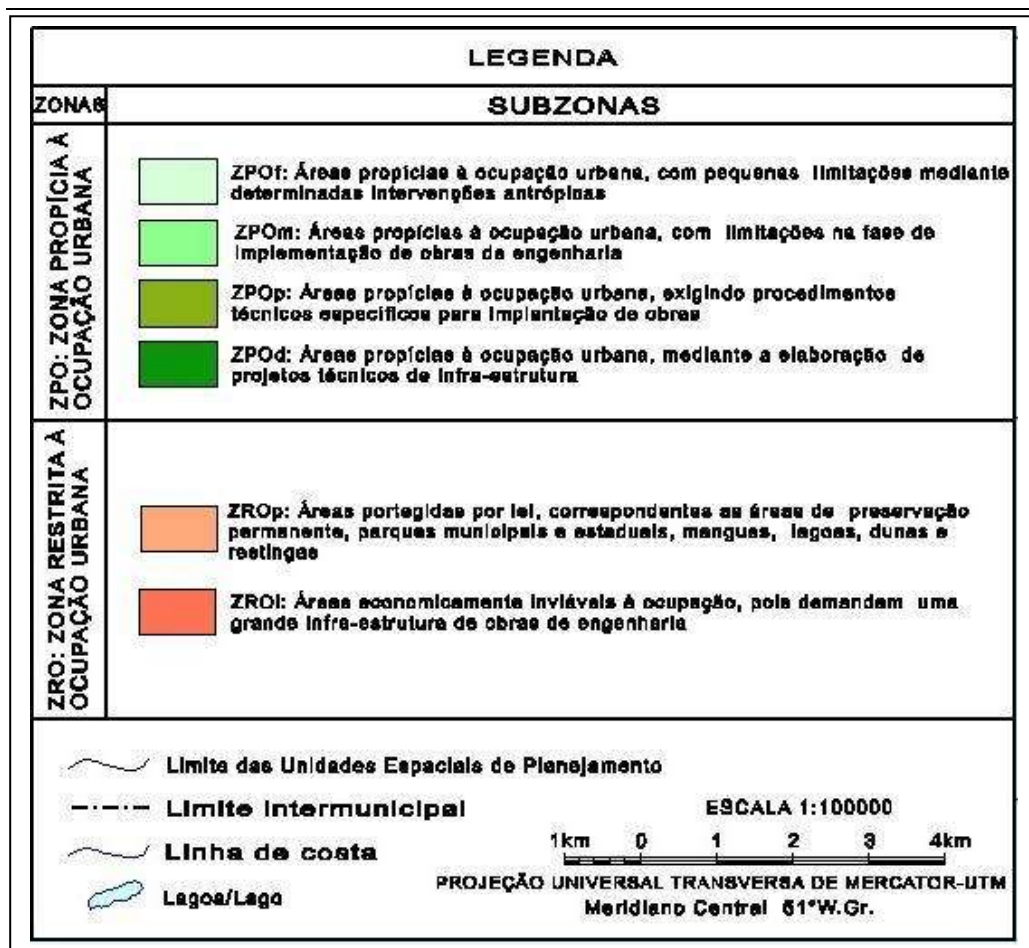 LEGENDA
ZONAS
SUBZONAS
ZPO: ZONA PROPÍCIA À
OCUPAÇÃO URBANA
ZPOf: Áreas propícias à ocupação urbana, com pequenas limitações mediante
determinadas intervenções antrópinas
ZPOm: Áreas propícias à ocupação urbana, com limitações na fase de
implementação de obras de engenharia
ZPOp: Áreas propícias à ocupação urbana, exigindo procedimentos
técnicos específicos para implantação de obras
ZPOd: Áreas propícias à ocupação urbana, mediante a elaboração de
projetos técnicos de infra-estrutura
ZRO: ZONA RESTRITA À
OCUPAÇÃO URBANA
ZROp: Áreas portegidas por lei, correspondentes as áreas de preservação
permanente, parques municipais e estaduais, mangues, lagoas, dunas e
restingas
ZROi: Áreas economicamente inviáveis à ocupação, pois demandam uma
grande infra-estrutura de obras de engenharia
Limite das Unidades Espaciais de Planejamento
Limite intermunicipal
Linha de costa
Lagoa/Lago
ESCALA 1:100000
1km 0 1 2 3 4km
PROJEÇÃO UNIVERSAL TRANSVERSA DE MERCATOR-UTM
Meridiano Central 51°W.Gr.